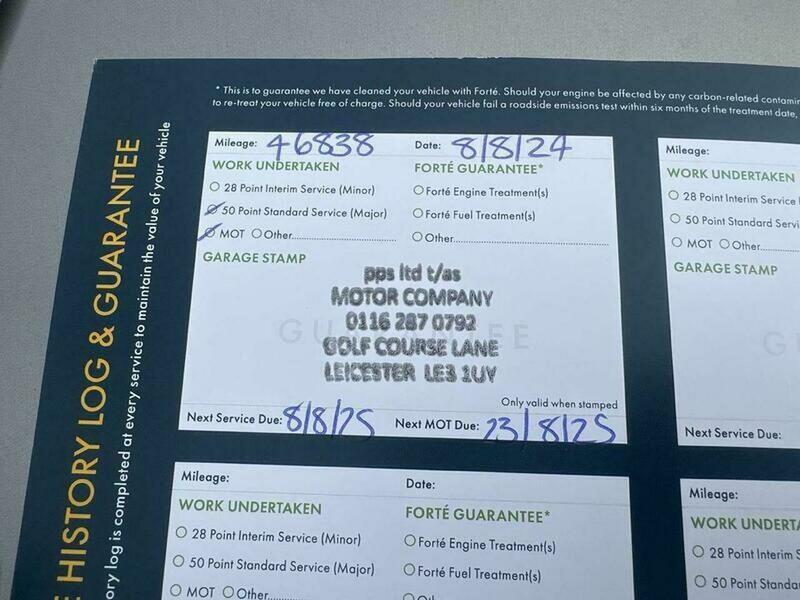 * This is to guarantee we have cleaned your vehicle with Forté. Should your engine be affected by any carbon-related
to re-treat your vehicle free of charge. Should your vehicle fail a roadside emissions test within six months of the treatment date,
HISTORY LOG & GUARANTEE
log is completed at every service to maintain the value of your vehicle
Mileage: 46838 Date: 8/8/24
WORK UNDERTAKEN FORTÉ GUARANTEE*
28 Point Interim Service (Minor) Forté Engine Treatment(s)
50 Point Standard Service (Major) Forté Fuel Treatment(s)
MOT Other Other
GARAGE STAMP
GUARANTEE
pps ltd t/as
MOTOR COMPANY
0116 287 0792
GOLF COURSE LANE
LEICESTER LE3 1UV
Only valid when stamped
Next Service Due: 8/8/25 Next MOT Due: 23/8/25
Mileage:
WORK UNDERTAKEN
28 Point Interim Service
50 Point Standard
MOT Other
GARAGE STAMP
Next Service Due:
Mileage: Date:
WORK UNDERTAKEN FORTÉ GUARANTEE*
28 Point Interim Service (Minor) Forté Engine Treatment(s)
50 Point Standard Service (Major) Forté Fuel Treatment(s)
MOT Other
Mileage:
WORK
28 Point Interim
50 Point Standard